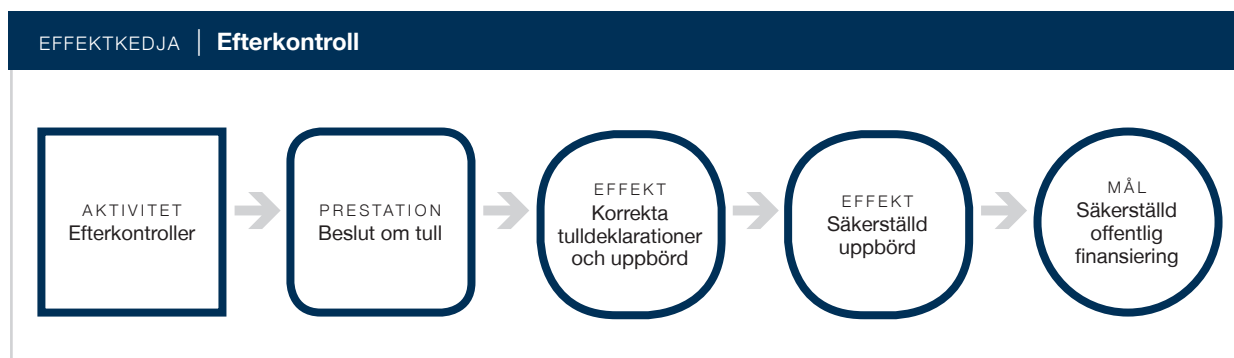 EFFEKTKEDJA | Efterkontroll
AKTIVITET
Efterkontroller
PRESTATION
Beslut om tull
EFFEKT
Korrekta
tulldeklarationer
och uppbörd
EFFEKT
Säkerställd
uppbörd
MÅL
Säkerställd
offentlig
finansiering